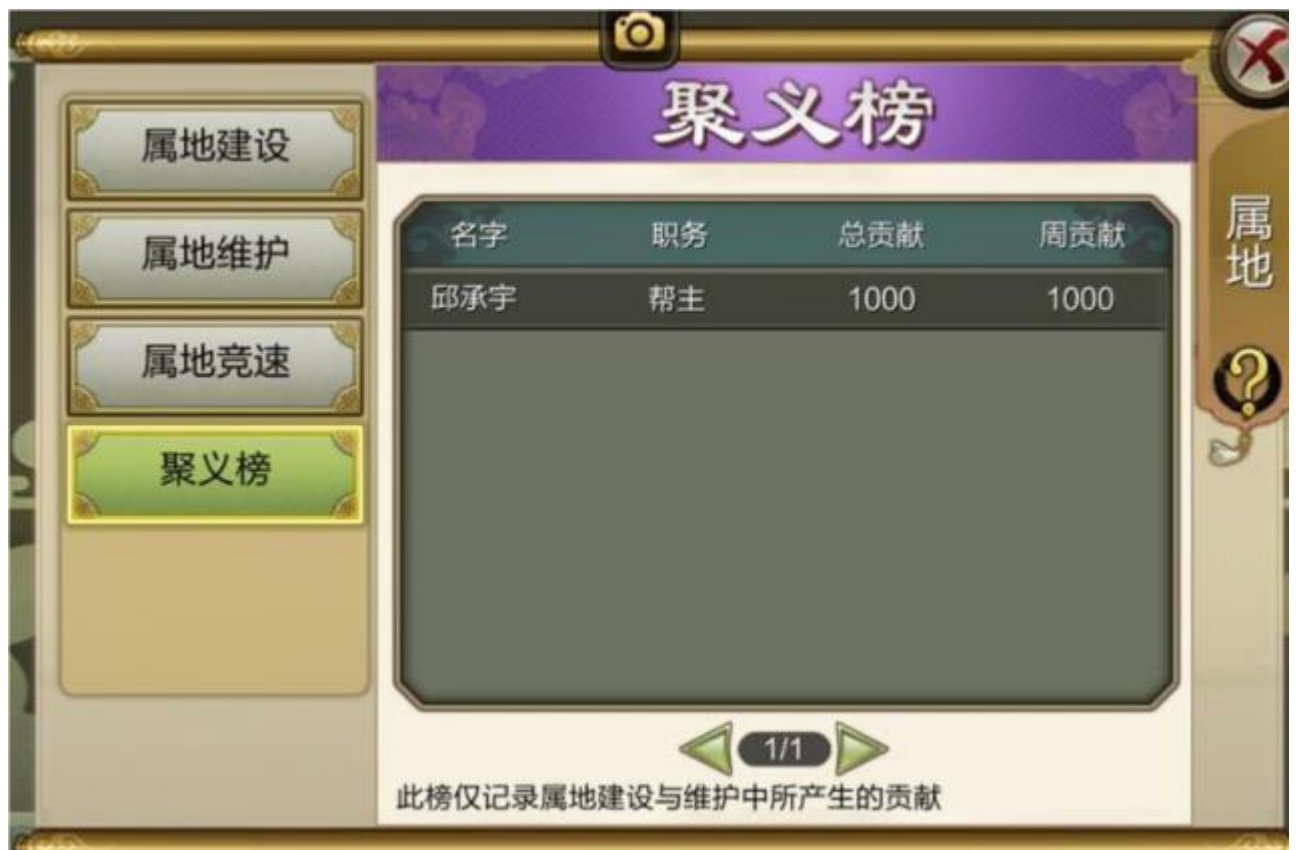 聚义榜
属地建设
属地维护
属地竞速
聚义榜
属地
名字 职务 总贡献 周贡献
邱承宇 帮主 1000 1000
1/1
此榜仅记录属地建设与维护中所产生的贡献